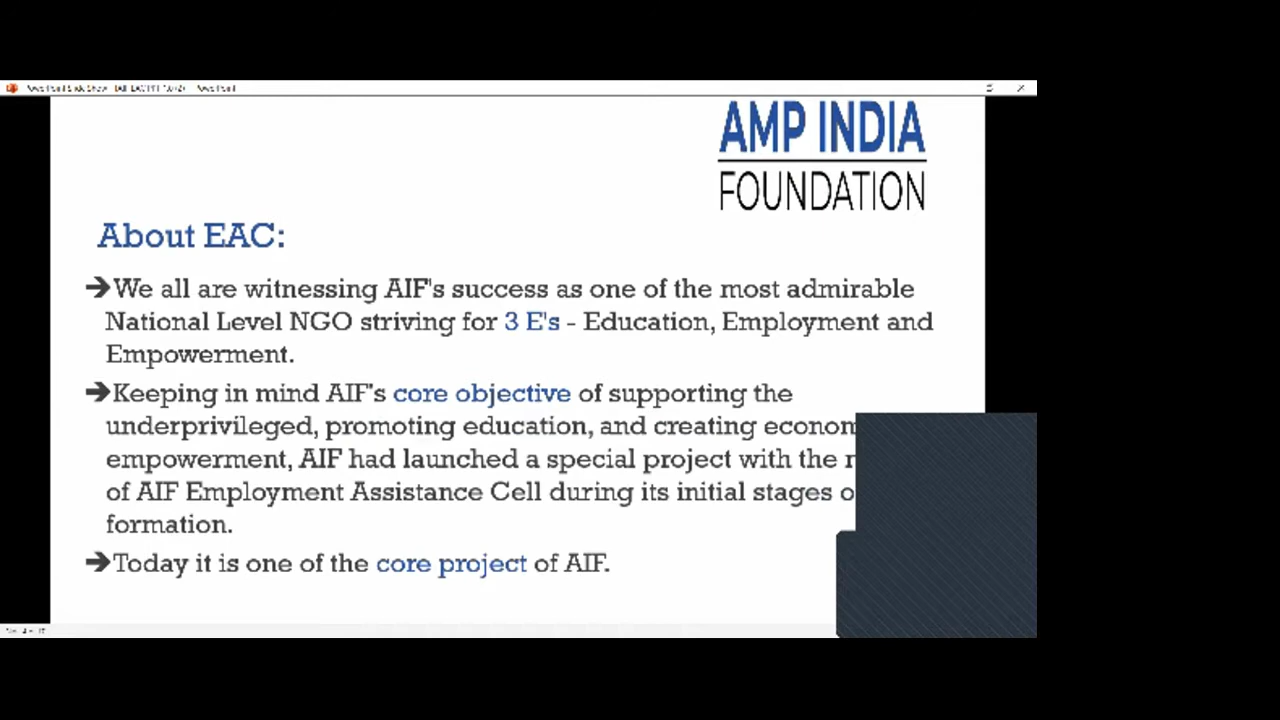 AMP INDIA
FOUNDATION
About EAC:
➔We all are witnessing AIF's success as one of the most admirable
National Level NGO striving for 3 E's - Education, Employment and
Empowerment.
➔Keeping in mind AIF's core objective of supporting the
underprivileged, promoting education, and creating
empowerment, AIF had launched a special project with the
of AIF Employment Assistance Cell during its initial stages
formation.
➔Today it is one of the core project of AIF.